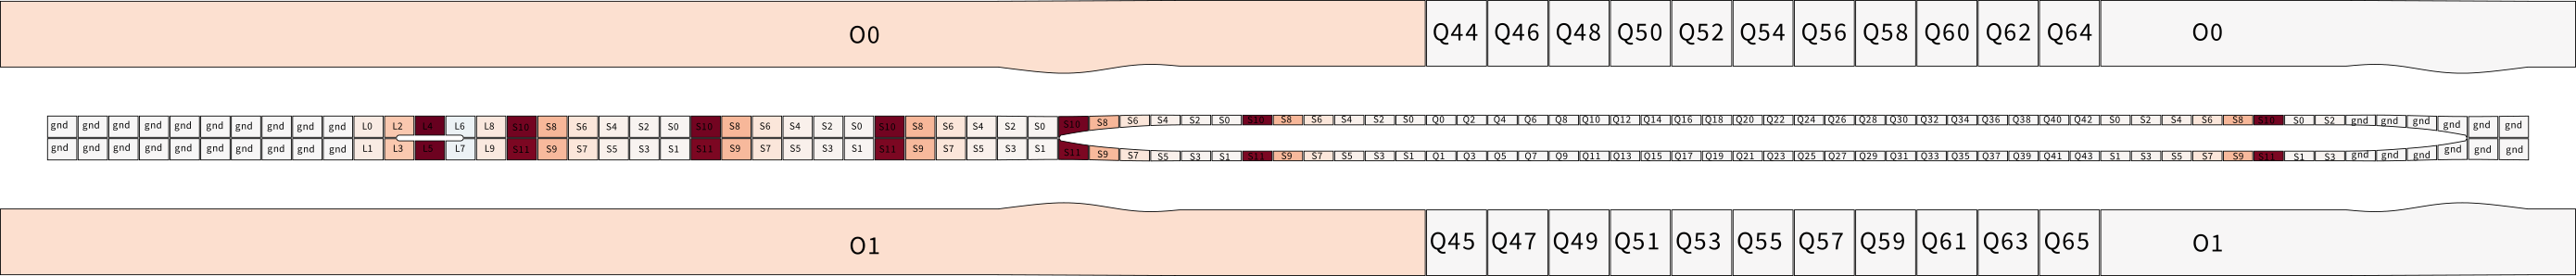 O0 Q44 Q46 Q48 Q50 Q52 Q54 Q56 Q58 Q60 Q62 Q64 O0
gnd gnd gnd gnd gnd gnd gnd gnd gnd gnd L0 L2 L4 L6 L8 S10 S8 S6 S4 S2 S0 S10 S8 S6 S4 S2 S0 S10 S8 S6 S4 S2 S0 S10 S8 S6 S4 S2 S0 S10 S8 S6 S4 S2 S0 Q0 Q2 Q4 Q6 Q8 Q10 Q12 Q14 Q16 Q18 Q20 Q22 Q24 Q26 Q28 Q30 Q32 Q34 Q36 Q38 Q40 Q42 S0 S2 S4 S6 S8 S10 S0 S2 gnd gnd gnd gnd gnd gnd
gnd gnd gnd gnd gnd gnd gnd gnd gnd gnd L1 L3 L5 L7 L9 S11 S9 S7 S5 S3 S1 S11 S9 S7 S5 S3 S1 S11 S9 S7 S5 S3 S1 S11 S9 S7 S5 S3 S1 S11 S9 S7 S5 S3 S1 Q1 Q3 Q5 Q7 Q9 Q11 Q13 Q15 Q17 Q19 Q21 Q23 Q25 Q27 Q29 Q31 Q33 Q35 Q37 Q39 Q41 Q43 S1 S3 S5 S7 S9 S11 S1 S3 gnd gnd gnd gnd gnd gnd
O1 Q45 Q47 Q49 Q51 Q53 Q55 Q57 Q59 Q61 Q63 Q65 O1